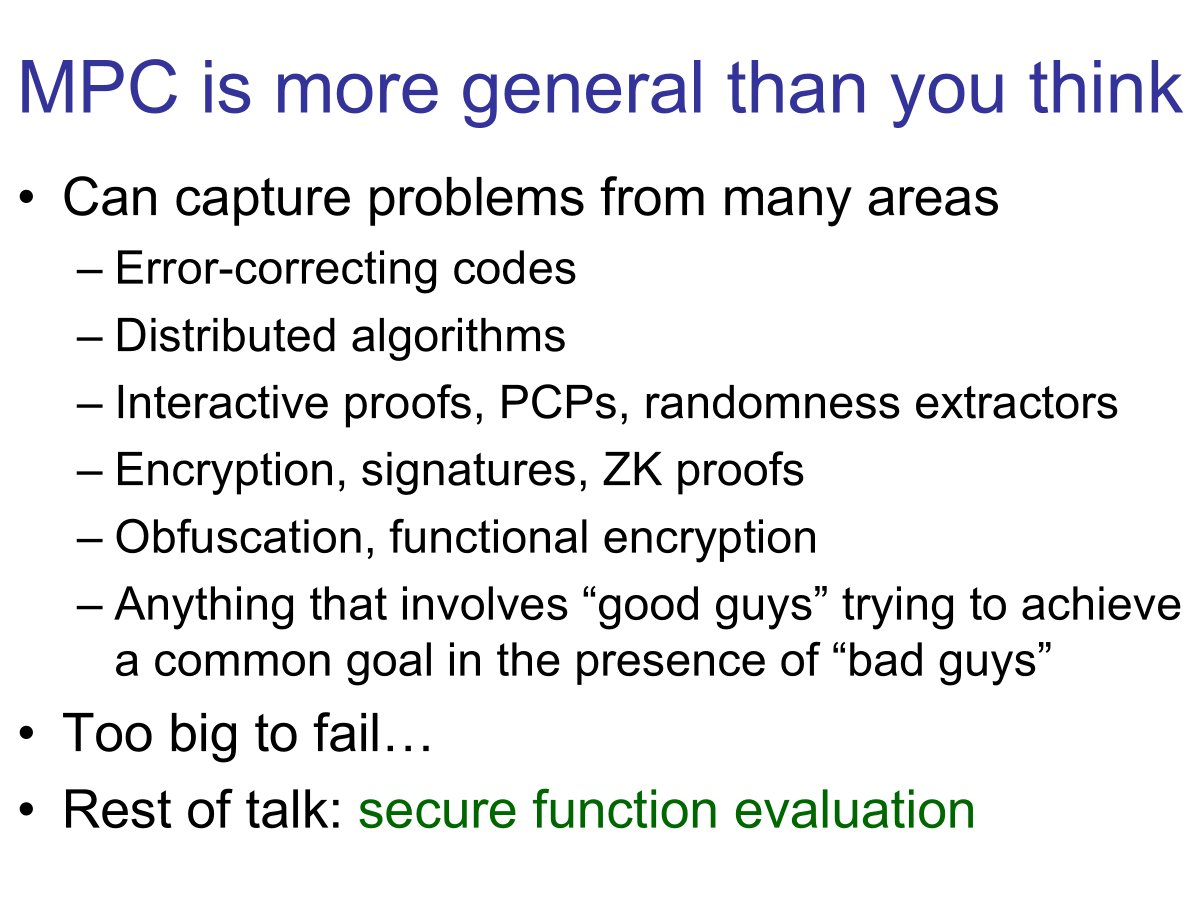 MPC is more general than you think
• Can capture problems from many areas
– Error-correcting codes
– Distributed algorithms
– Interactive proofs, PCPs, randomness extractors
– Encryption, signatures, ZK proofs
– Obfuscation, functional encryption
– Anything that involves “good guys” trying to achieve
a common goal in the presence of “bad guys”
• Too big to fail…
• Rest of talk: secure function evaluation